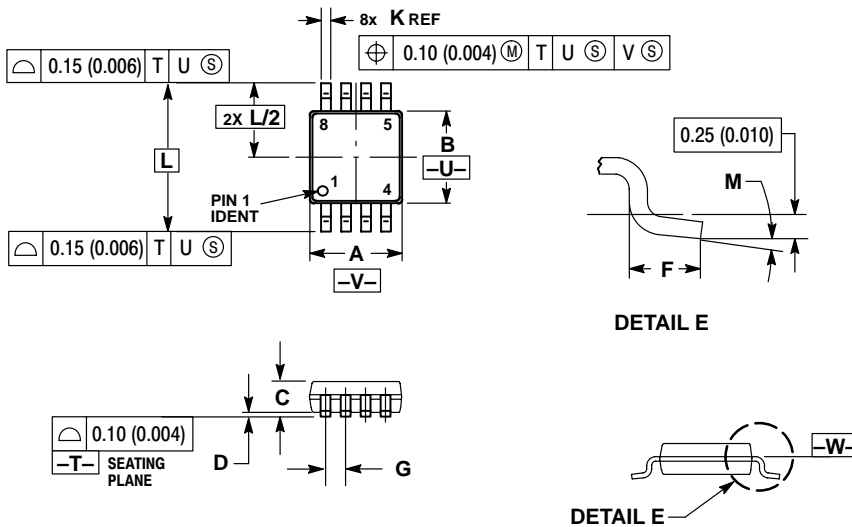 8x K REF
⌖ 0.10 (0.004) Ⓜ T U Ⓢ V Ⓢ
⌓ 0.15 (0.006) T U Ⓢ
2X L/2
8 5
B
–U–
L
PIN 1
IDENT
1
4
⌓ 0.15 (0.006) T U Ⓢ
A
–V–
0.25 (0.010)
M
F
DETAIL E
C
⌓ 0.10 (0.004)
–T– SEATING
PLANE
D
G
–W–
DETAIL E